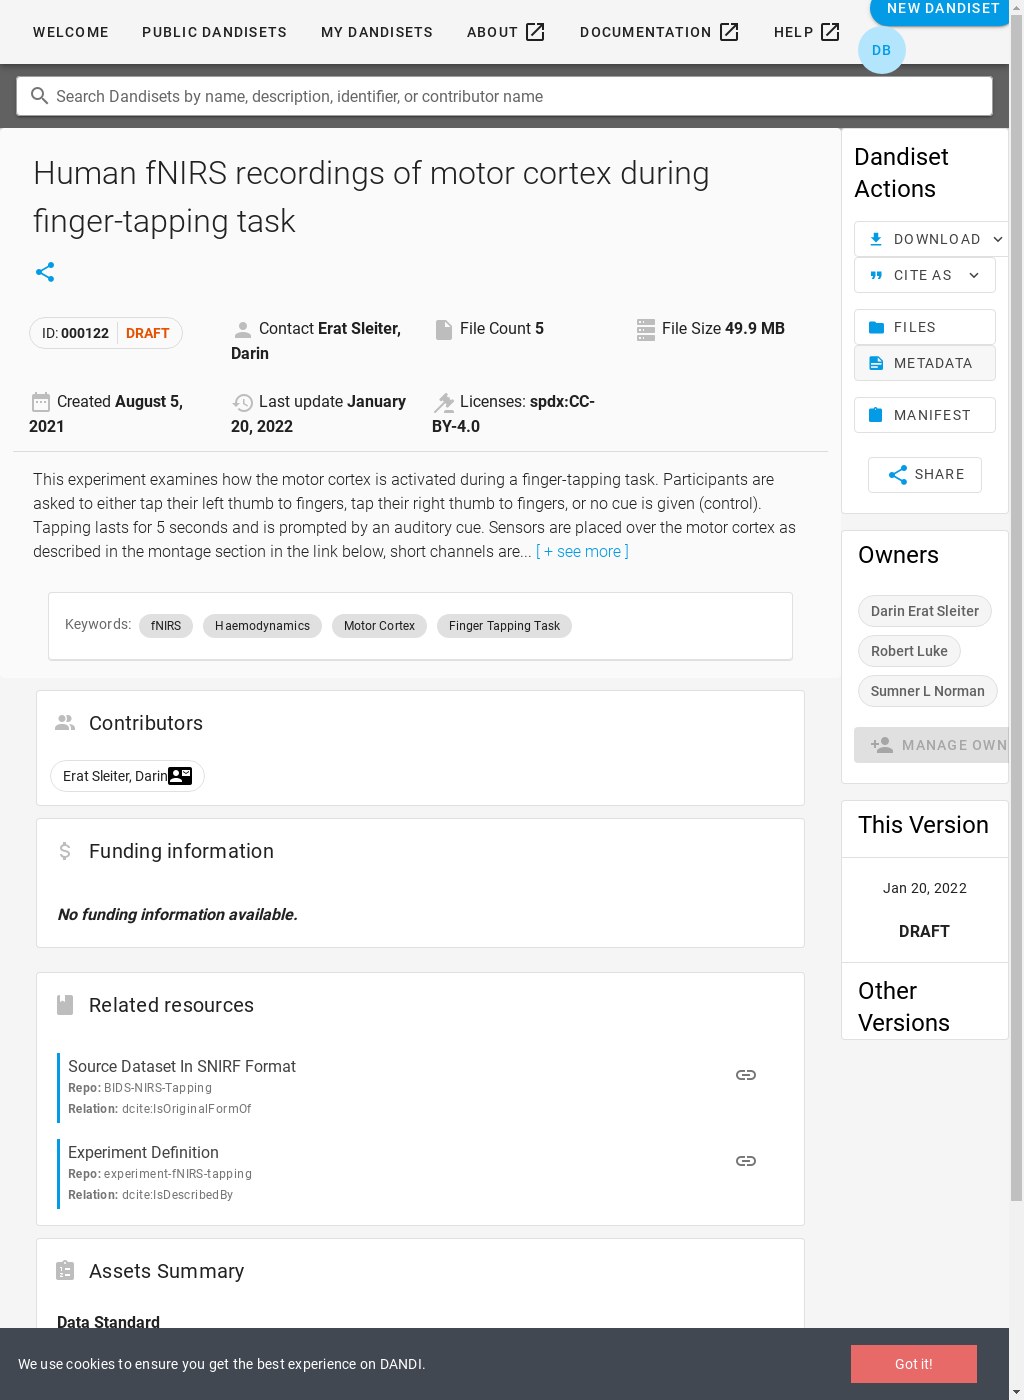 WELCOME
PUBLIC DANDISETS
MY DANDISETS
ABOUT
DOCUMENTATION
HELP
NEW DANDISET
DB
Search Dandisets by name, description, identifier, or contributor name
Human fNIRS recordings of motor cortex during
finger-tapping task
ID: 000122 DRAFT
Contact Erat Sleiter,
Darin
File Count 5
File Size 49.9 MB
Created August 5,
2021
Last update January
20, 2022
Licenses: spdx:CC-
BY-4.0
This experiment examines how the motor cortex is activated during a finger-tapping task. Participants are
asked to either tap their left thumb to fingers, tap their right thumb to fingers, or no cue is given (control).
Tapping lasts for 5 seconds and is prompted by an auditory cue. Sensors are placed over the motor cortex as
described in the montage section in the link below, short channels are... [ + see more ]
Keywords: fNIRS Haemodynamics Motor Cortex Finger Tapping Task
Contributors
Erat Sleiter, Darin
Funding information
No funding information available.
Related resources
Source Dataset In SNIRF Format
Repo: BIDS-NIRS-Tapping
Relation: dcite:IsOriginalFormOf
Experiment Definition
Repo: experiment-fNIRS-tapping
Relation: dcite:IsDescribedBy
Assets Summary
Data Standard
Dandiset
Actions
DOWNLOAD
CITE AS
FILES
METADATA
MANIFEST
SHARE
Owners
Darin Erat Sleiter
Robert Luke
Sumner L Norman
MANAGE OWN
This Version
Jan 20, 2022
DRAFT
Other
Versions
We use cookies to ensure you get the best experience on DANDI.
Got it!